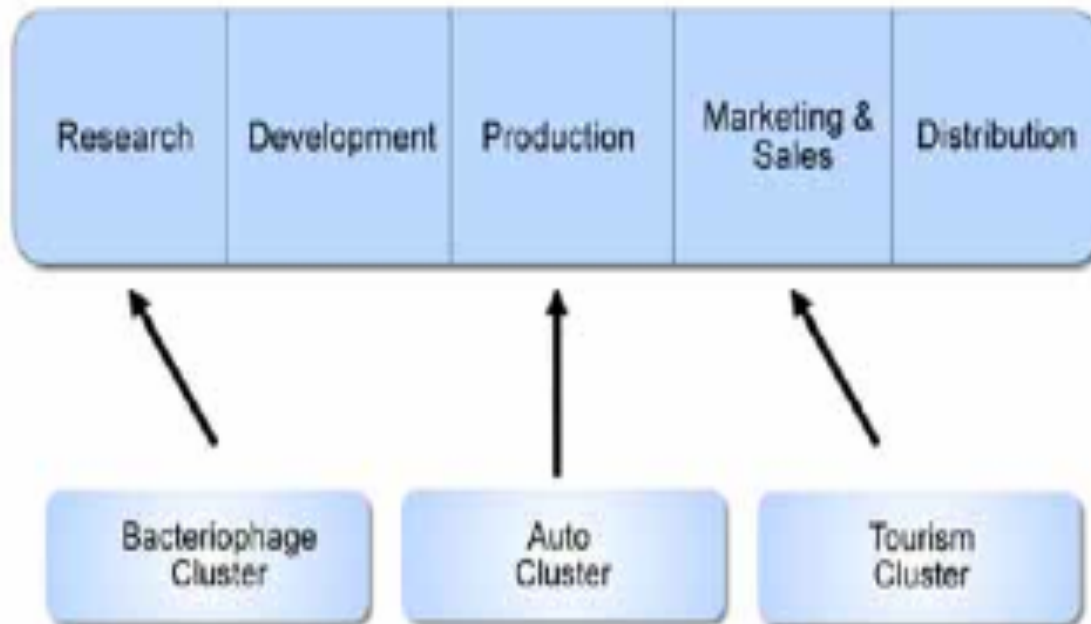 Research
Development
Production
Marketing &
Sales
Distribution
Bacteriophage
Cluster
Auto
Cluster
Tourism
Cluster